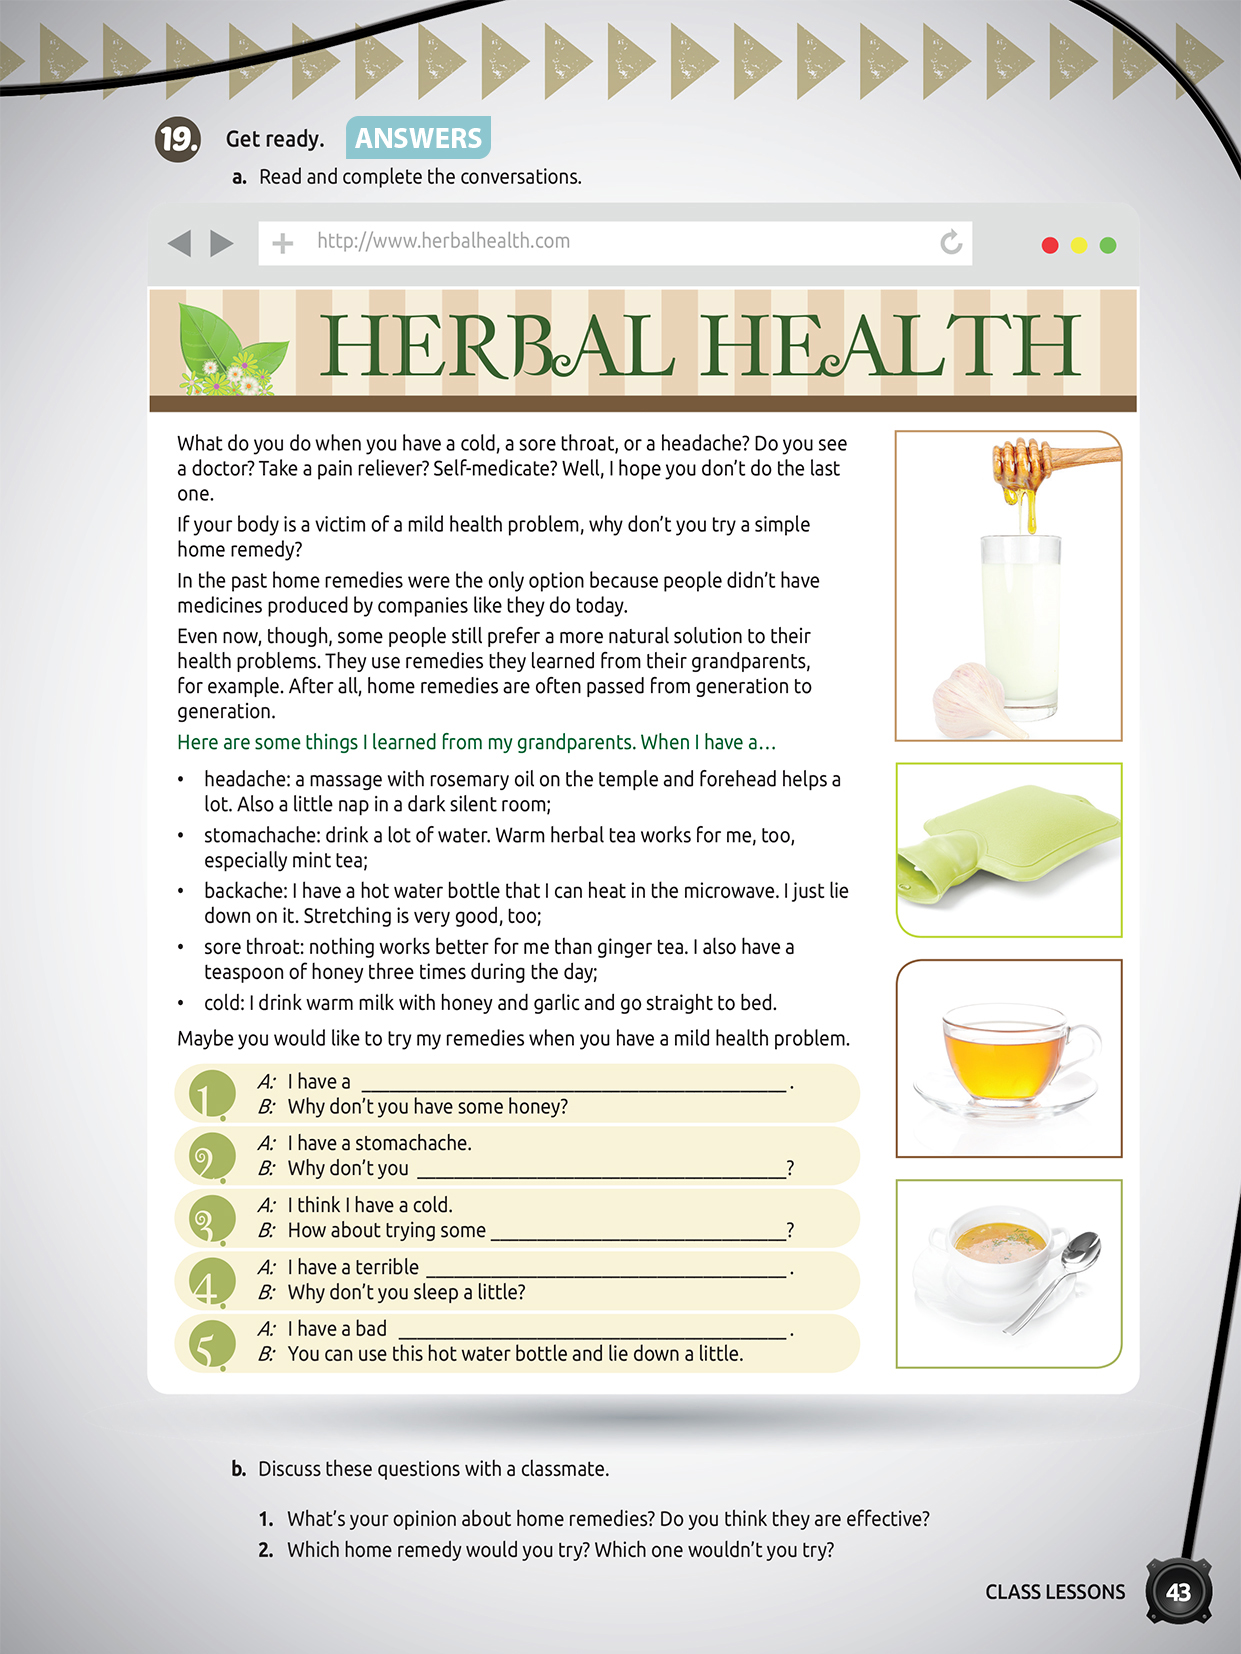 19. Get ready. ANSWERS
a. Read and complete the conversations.
http://www.herbalhealth.com
HERBAL HEALTH
What do you do when you have a cold, a sore throat, or a headache? Do you see
a doctor? Take a pain reliever? Self-medicate? Well, I hope you don't do the last
one.
If your body is a victim of a mild health problem, why don't you try a simple
home remedy?
In the past home remedies were the only option because people didn't have
medicines produced by companies like they do today.
Even now, though, some people still prefer a more natural solution to their
health problems. They use remedies they learned from their grandparents,
for example. After all, home remedies are often passed from generation to
generation.
Here are some things I learned from my grandparents. When I have a...
• headache: a massage with rosemary oil on the temple and forehead helps a
lot. Also a little nap in a dark silent room;
• stomachache: drink a lot of water. Warm herbal tea works for me, too,
especially mint tea;
• backache: I have a hot water bottle that I can heat in the microwave. I just lie
down on it. Stretching is very good, too;
• sore throat: nothing works better for me than ginger tea. I also have a
teaspoon of honey three times during the day;
• cold: I drink warm milk with honey and garlic and go straight to bed.
Maybe you would like to try my remedies when you have a mild health problem.
1. A: I have a ________________________________________.
B: Why don't you have some honey?
2. A: I have a stomachache.
B: Why don't you ___________________________________?
3. A: I think I have a cold.
B: How about trying some ____________________________?
4. A: I have a terrible __________________________________.
B: Why don't you sleep a little?
5. A: I have a bad _____________________________________.
B: You can use this hot water bottle and lie down a little.
b. Discuss these questions with a classmate.
1. What's your opinion about home remedies? Do you think they are effective?
2. Which home remedy would you try? Which one wouldn't you try?
CLASS LESSONS 43